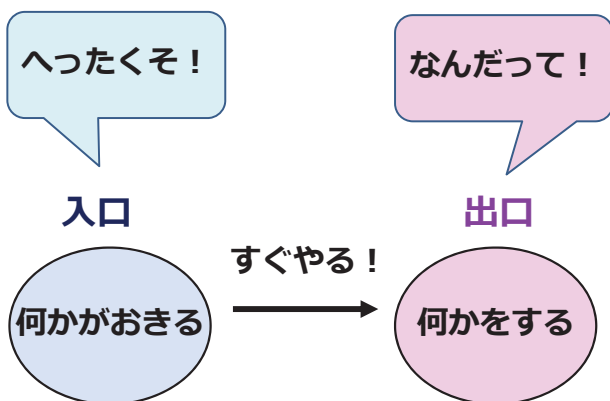 へったくそ！
なんだって！
入口
出口
すぐやる！
何かがおきる
何かをする